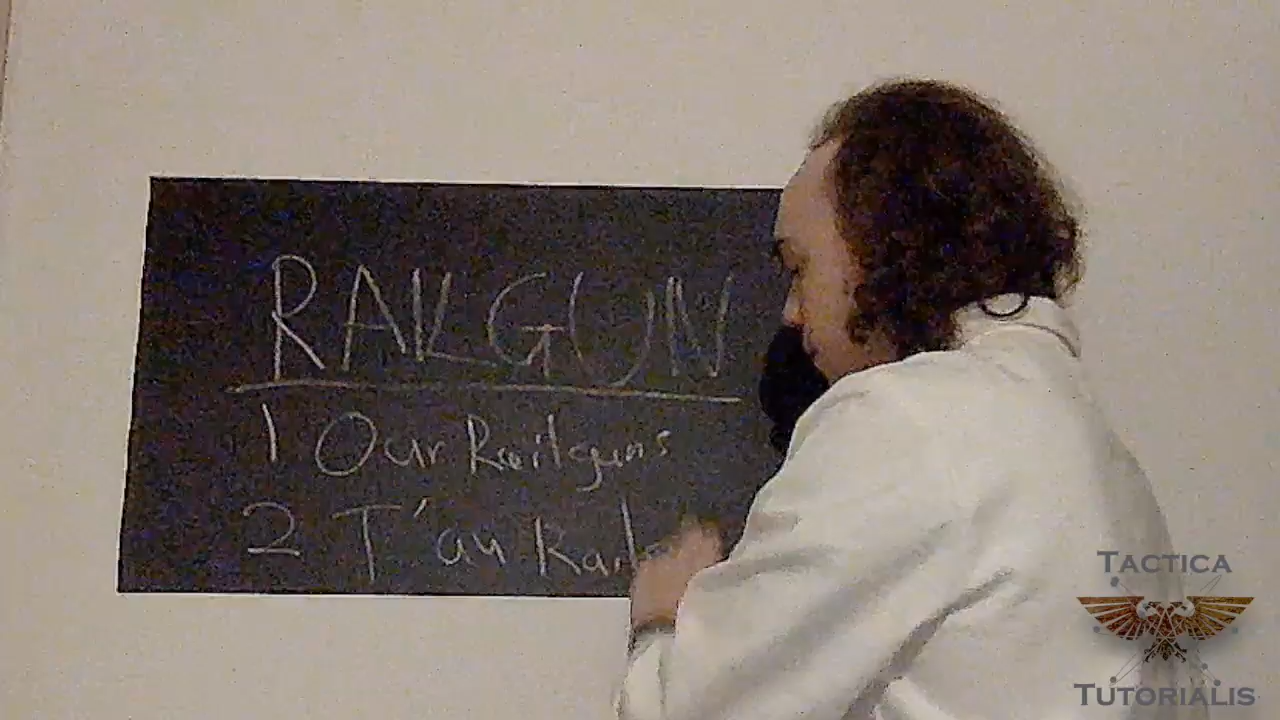 RAILGUN
1 Our Railguns
2 T'au Rail
TACTICA
TUTORIALIS